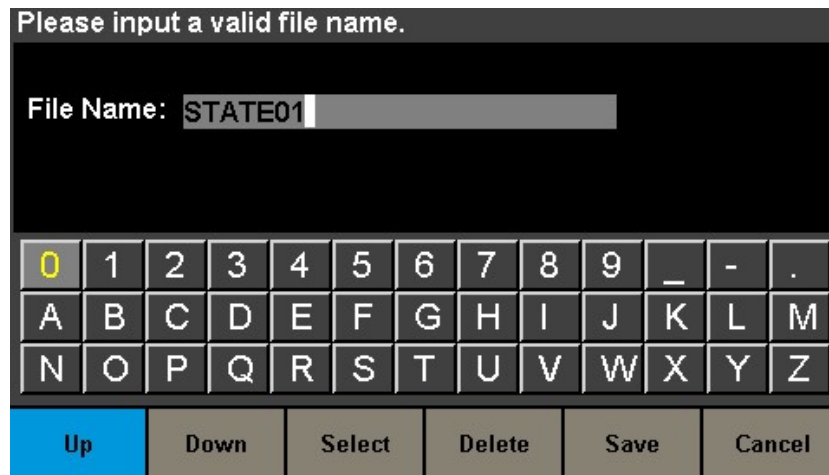 Please input a valid file name.
File Name: STATE01
0 1 2 3 4 5 6 7 8 9 _ - .
A B C D E F G H I J K L M
N O P Q R S T U V W X Y Z
Up Down Select Delete Save Cancel